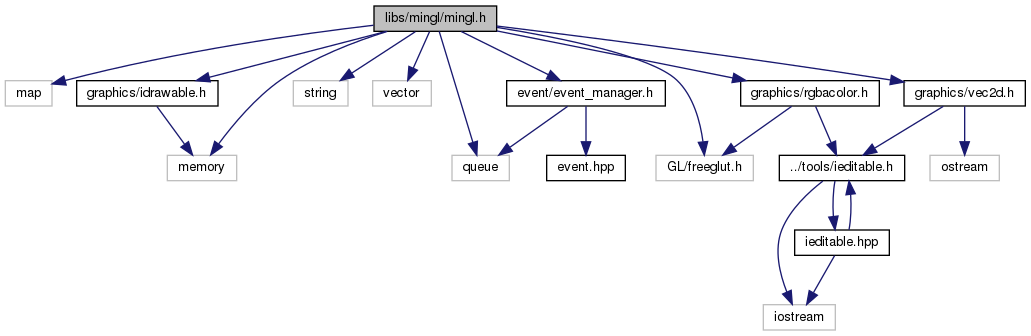 libs/mingl/mingl.h
map
graphics/idrawable.h
string
vector
event/event_manager.h
graphics/rgbacolor.h
graphics/vec2d.h
memory
queue
event.hpp
GL/freeglut.h
../tools/ieditable.h
ostream
ieditable.hpp
iostream